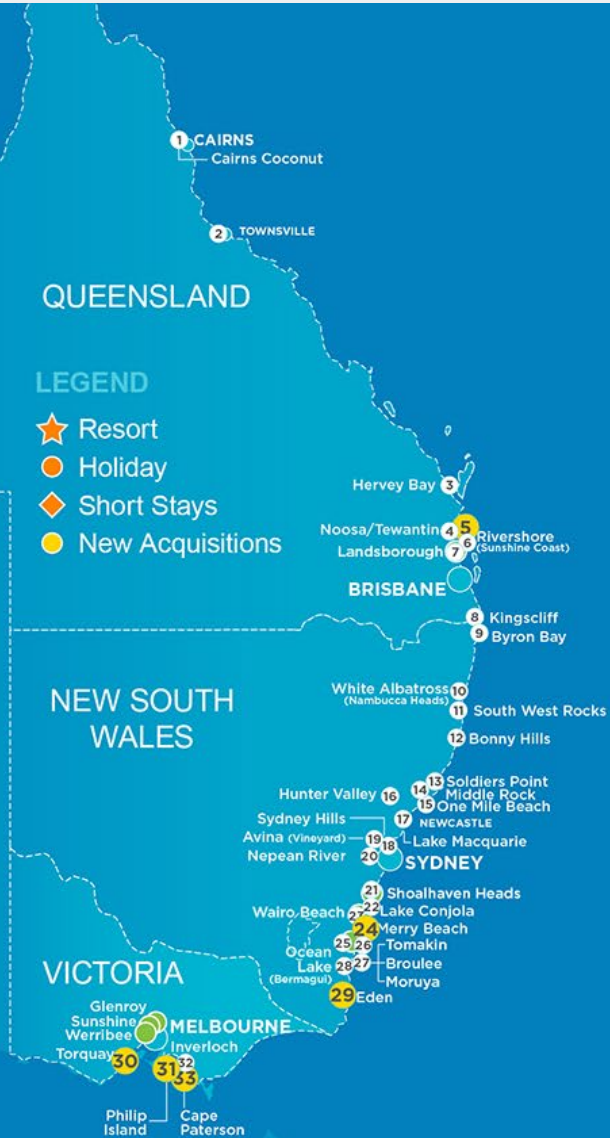 1 CAIRNS
Cairns Coconut
2 TOWNSVILLE
QUEENSLAND
LEGEND
Resort
Holiday
Short Stays
New Acquisitions
Hervey Bay 3
Noosa/Tewantin 4 5
6 Rivershore
(Sunshine Coast)
Landsborough 7
BRISBANE
8 Kingscliff
9 Byron Bay
NEW SOUTH
WALES
White Albatross 10
(Nambucca Heads)
11 South West Rocks
12 Bonny Hills
13 Soldiers Point
14 Middle Rock
15 One Mile Beach
Hunter Valley 16
17 NEWCASTLE
Lake Macquarie
Sydney Hills 18
Avina (Vineyard) 19
Nepean River 20
SYDNEY
21 Shoalhaven Heads
22 Lake Conjola
Wairo Beach 23
24 Merry Beach
25 26 Tomakin
Ocean
Lake 28 27 Broulee
(Bermagui)
Moruya
29 Eden
VICTORIA
Glenroy
Sunshine
Werribee
MELBOURNE
Inverloch
Torquay 30
31 32
33
Philip
Island
Cape
Paterson